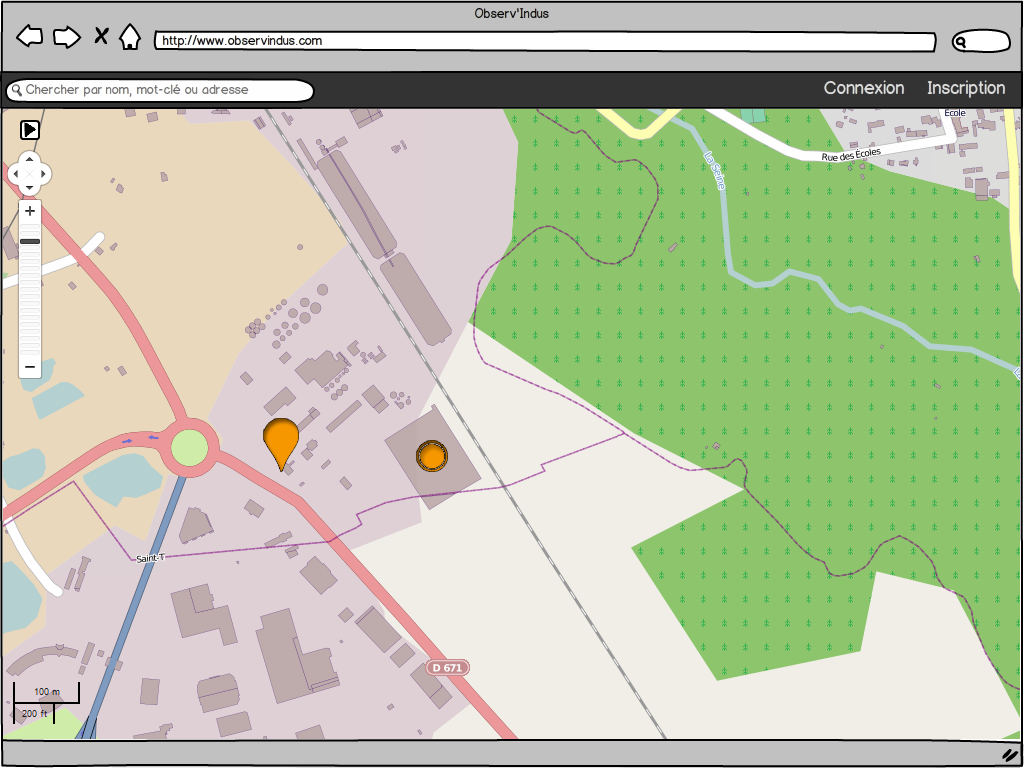 Observ'Indus
http://www.observindus.com
Chercher par nom, mot-clé ou adresse
Connexion
Inscription
École
Rue des Écoles
La Seine
Saint-T
D 671
100 m
200 ft